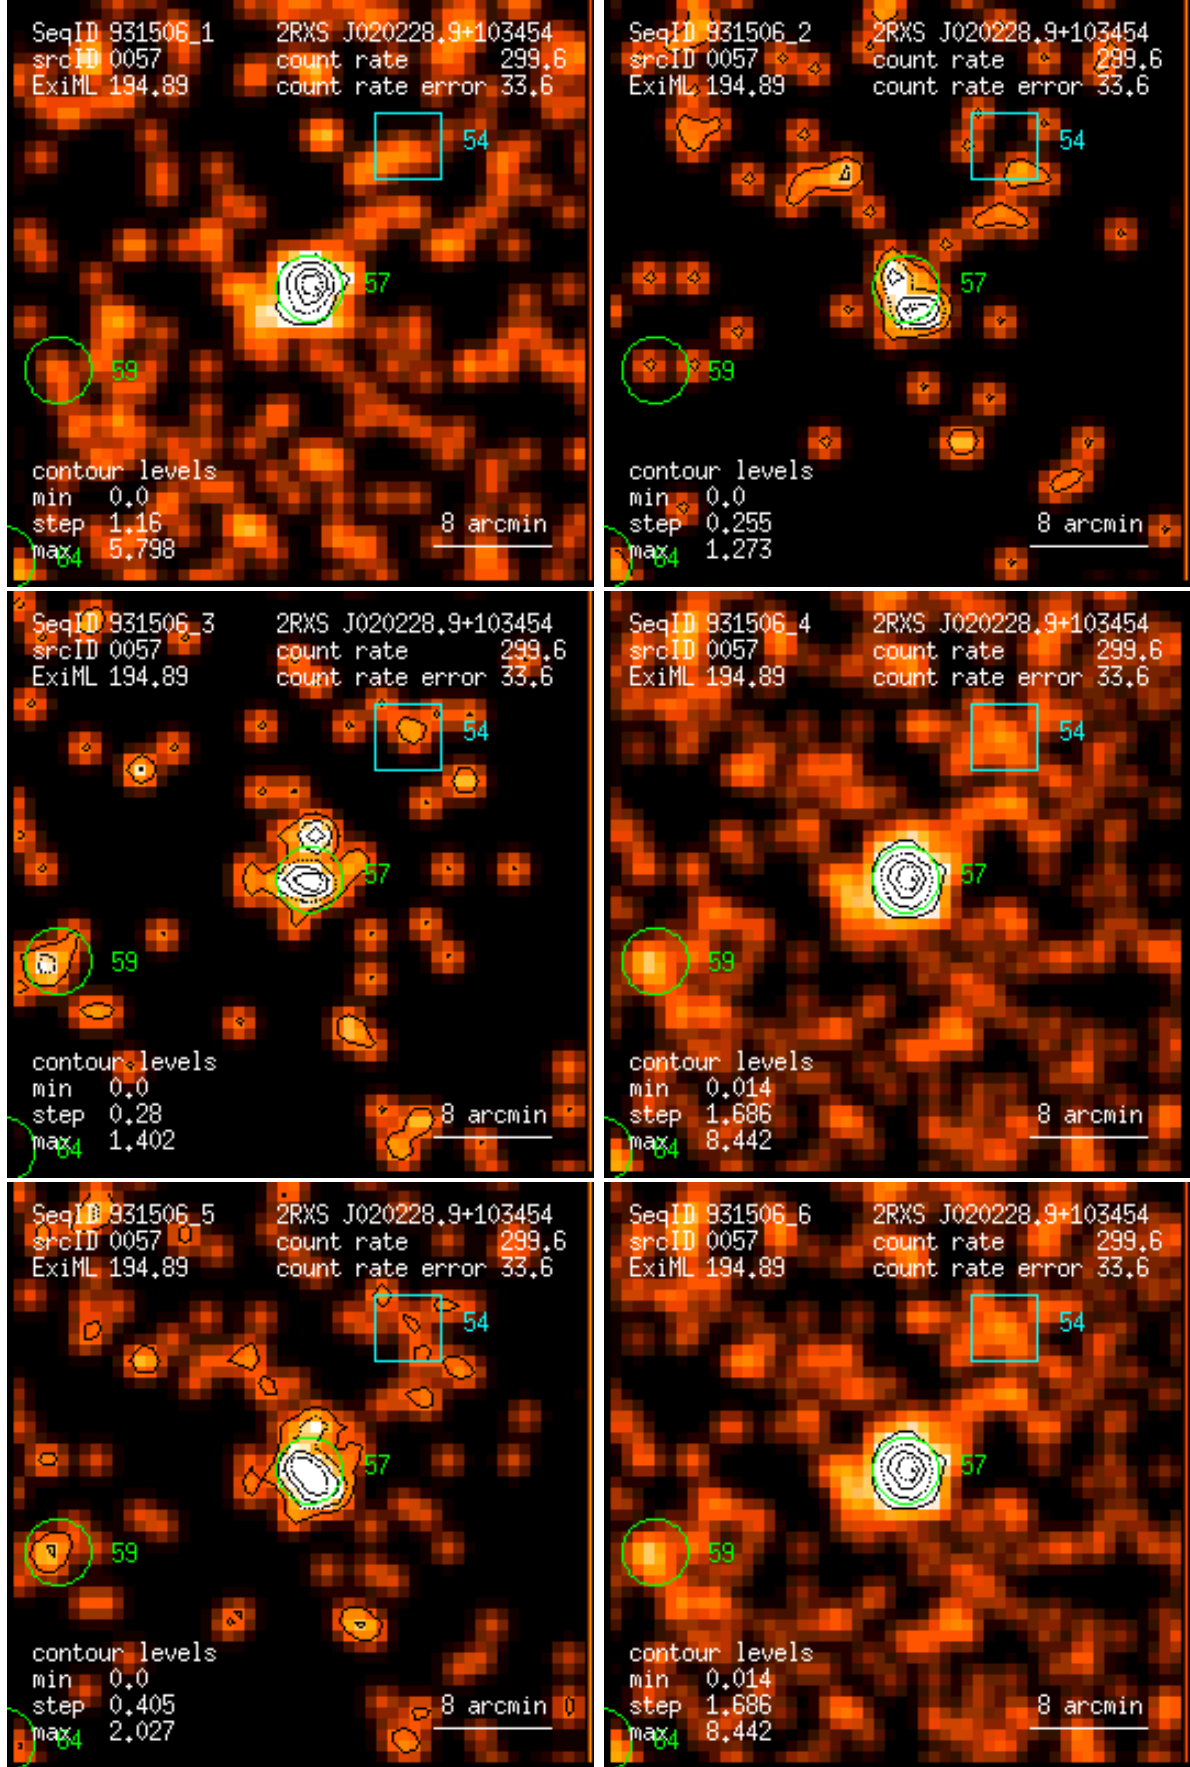 SeqID 931506_1 2RXS J020228.9+103454
srcID 0057 count rate 299.6
ExiML 194.89 count rate error 33.6
54
57
59
contour levels
min 0.0
step 1.16 8 arcmin
max 5.798
64
SeqID 931506_2 2RXS J020228.9+103454
srcID 0057 count rate 299.6
ExiML 194.89 count rate error 33.6
54
57
59
contour levels
min 0.0
step 0.255 8 arcmin
max 1.273
64
SeqID 931506_3 2RXS J020228.9+103454
srcID 0057 count rate 299.6
ExiML 194.89 count rate error 33.6
54
57
59
contour levels
min 0.0
step 0.28 8 arcmin
max 1.402
64
SeqID 931506_4 2RXS J020228.9+103454
srcID 0057 count rate 299.6
ExiML 194.89 count rate error 33.6
54
57
59
contour levels
min 0.014
step 1.686 8 arcmin
max 8.442
64
SeqID 931506_5 2RXS J020228.9+103454
srcID 0057 count rate 299.6
ExiML 194.89 count rate error 33.6
54
57
59
contour levels
min 0.0
step 0.405 8 arcmin
max 2.027
64
SeqID 931506_6 2RXS J020228.9+103454
srcID 0057 count rate 299.6
ExiML 194.89 count rate error 33.6
54
57
59
contour levels
min 0.014
step 1.686 8 arcmin
max 8.442
64